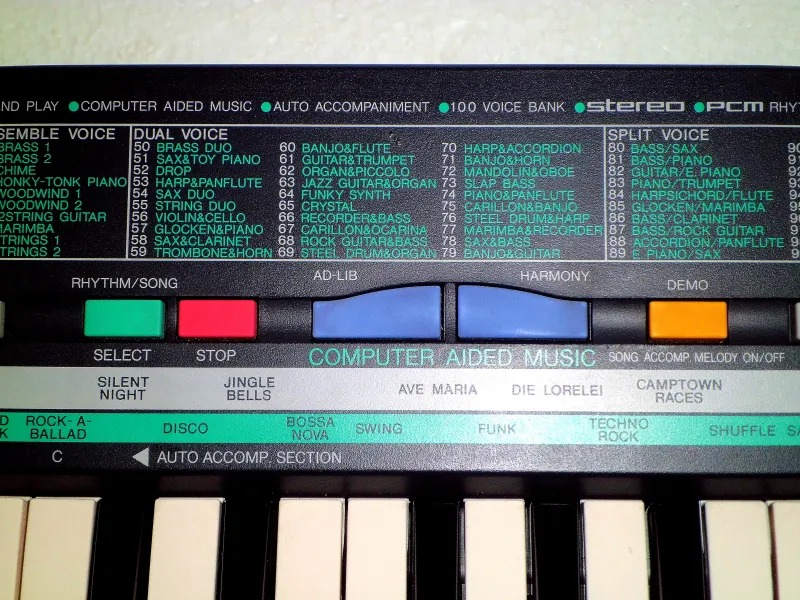 ND PLAY ●COMPUTER AIDED MUSIC ●AUTO ACCOMPANIMENT ●100 VOICE BANK ●stereo ●PCM RHYT
SEMBLE VOICE
BRASS 1
BRASS 2
CHIME
HONKY-TONK PIANO
WOODWIND 1
WOODWIND 2
12STRING GUITAR
MARIMBA
STRINGS 1
STRINGS 2
DUAL VOICE
50 BRASS DUO
51 SAX&TOY PIANO
52 DROP
53 HARP&PANFLUTE
54 SAX DUO
55 STRING DUO
56 VIOLIN&CELLO
57 GLOCKEN&PIANO
58 SAX&CLARINET
59 TROMBONE&HORN
60 BANJO&FLUTE
61 GUITAR&TRUMPET
62 ORGAN&PICCOLO
63 JAZZ GUITAR&ORGAN
64 FUNKY SYNTH
65 CRYSTAL
66 RECORDER&BASS
67 CARILLON&OCARINA
68 ROCK GUITAR&BASS
69 STEEL DRUM&ORGAN
70 HARP&ACCORDION
71 BANJO&HORN
72 MANDOLIN&OBOE
73 SLAP BASS
74 PIANO&PANFLUTE
75 CARILLON&BANJO
76 STEEL DRUM&HARP
77 MARIMBA&RECORDER
78 SAX&BASS
79 BANJO&GUITAR
SPLIT VOICE
80 BASS/SAX
81 BASS/PIANO
82 GUITAR/E PIANO
83 PIANO/TRUMPET
84 HARPSICHORD/FLUTE
85 GLOCKEN/MARIMBA
86 BASS/CLARINET
87 BASS/ROCK GUITAR
88 ACCORDION/PANFLUTE
89 E PIANO/SAX
RHYTHM/SONG
AD-LIB
HARMONY
DEMO
SELECT
STOP
COMPUTER AIDED MUSIC
SONG ACCOMP. MELODY ON/OFF
SILENT
NIGHT
JINGLE
BELLS
AVE MARIA
DIE LORELEI
CAMPTOWN
RACES
ROCK-A-
BALLAD
DISCO
BOSSA
NOVA
SWING
FUNK
TECHNO
ROCK
SHUFFLE
C
◀ AUTO ACCOMP. SECTION